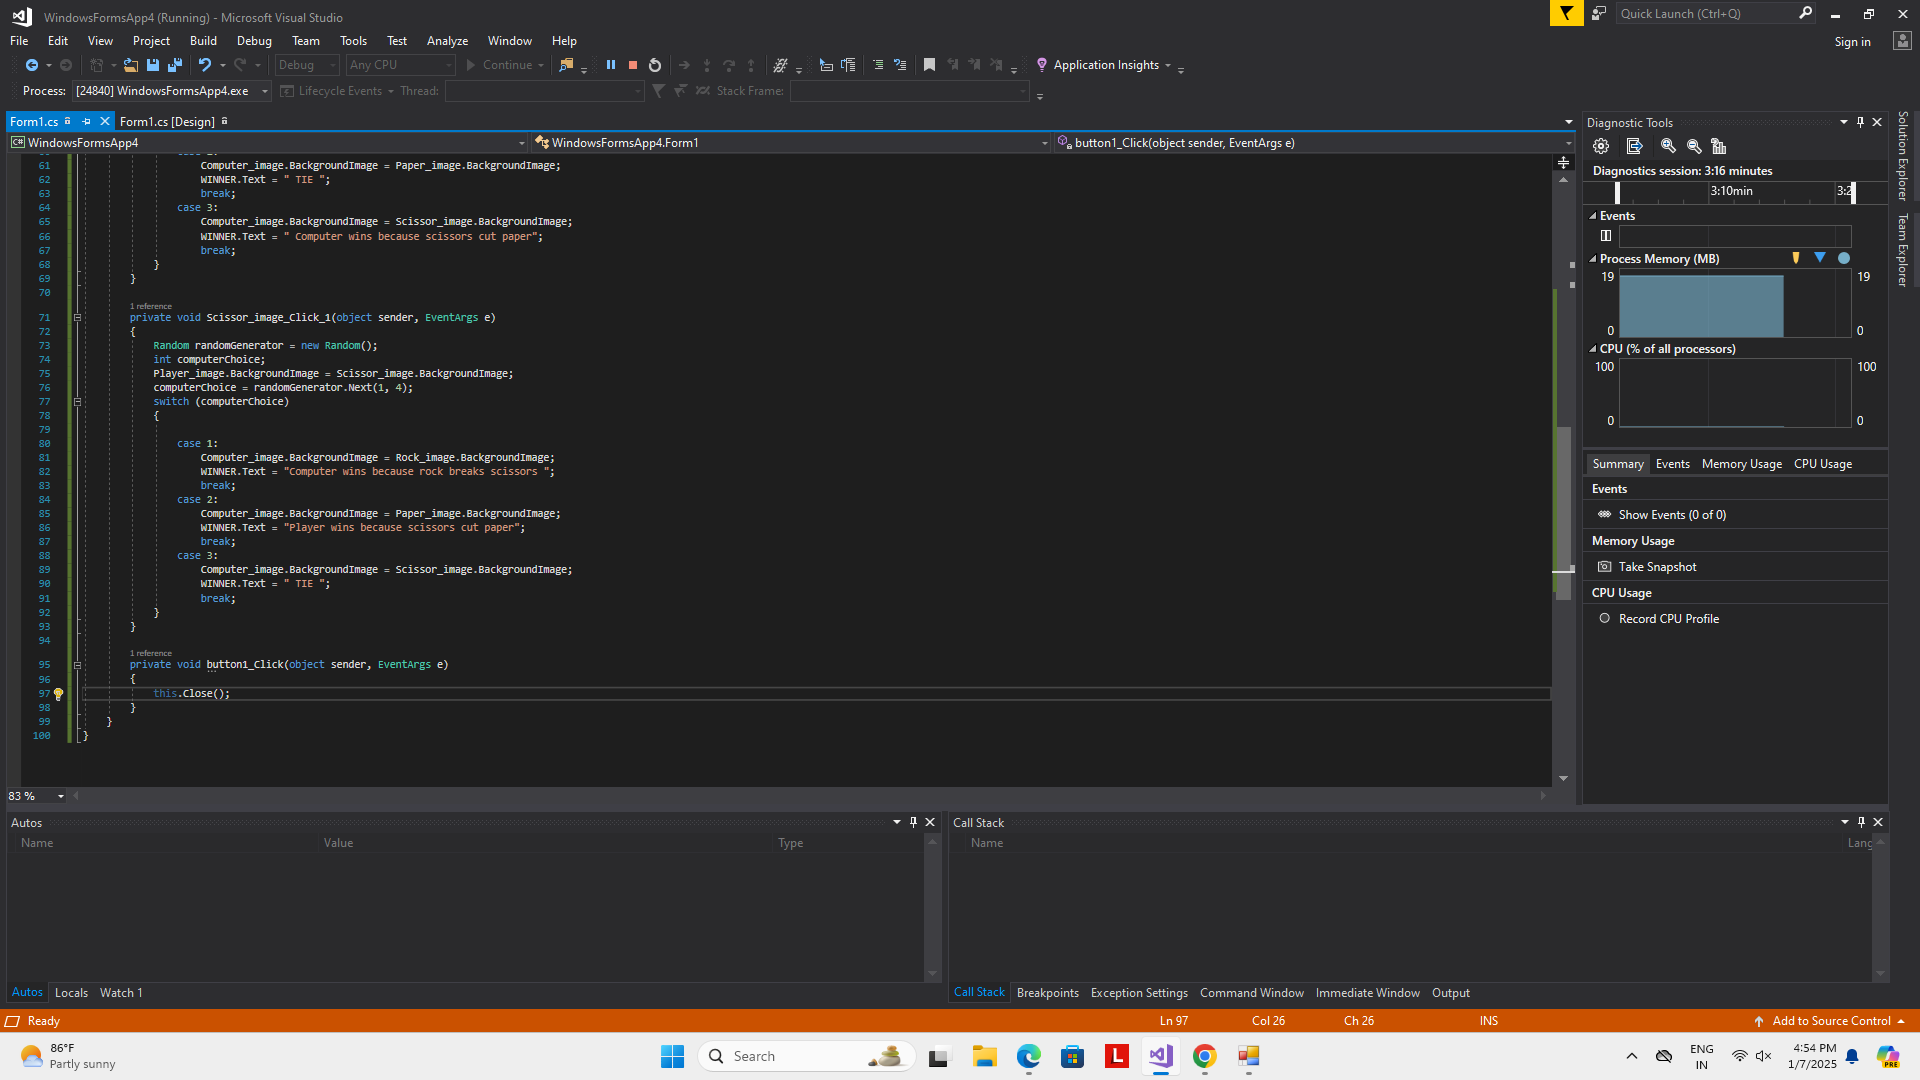 WindowsFormsApp4 (Running) - Microsoft Visual Studio
Quick Launch (Ctrl+Q)
File Edit View Project Build Debug Team Tools Test Analyze Window Help
Sign in
Debug Any CPU Continue Application Insights
Process: [24840] WindowsFormsApp4.exe Lifecycle Events Thread: Stack Frame:
Form1.cs Form1.cs [Design]
WindowsFormsApp4 WindowsFormsApp4.Form1 button1_Click(object sender, EventArgs e)
61 Computer_image.BackgroundImage = Paper_image.BackgroundImage;
62 WINNER.Text = " TIE ";
63 break;
64 case 3:
65 Computer_image.BackgroundImage = Scissor_image.BackgroundImage;
66 WINNER.Text = " Computer wins because scissors cut paper";
67 break;
68 }
69 }
70
1 reference
71 private void Scissor_image_Click_1(object sender, EventArgs e)
72 {
73 Random randomGenerator = new Random();
74 int computerChoice;
75 Player_image.BackgroundImage = Scissor_image.BackgroundImage;
76 computerChoice = randomGenerator.Next(1, 4);
77 switch (computerChoice)
78 {
79
80 case 1:
81 Computer_image.BackgroundImage = Rock_image.BackgroundImage;
82 WINNER.Text = "Computer wins because rock breaks scissors ";
83 break;
84 case 2:
85 Computer_image.BackgroundImage = Paper_image.BackgroundImage;
86 WINNER.Text = "Player wins because scissors cut paper";
87 break;
88 case 3:
89 Computer_image.BackgroundImage = Scissor_image.BackgroundImage;
90 WINNER.Text = " TIE ";
91 break;
92 }
93 }
94
1 reference
95 private void button1_Click(object sender, EventArgs e)
96 {
97 this.Close();
98 }
99 }
100 }
83 %
Diagnostic Tools
Diagnostics session: 3:16 minutes
3:10min 3:2
Events
Process Memory (MB)
19 19
0 0
CPU (% of all processors)
100 100
0 0
Summary Events Memory Usage CPU Usage
Events
Show Events (0 of 0)
Memory Usage
Take Snapshot
CPU Usage
Record CPU Profile
Solution Explorer
Team Explorer
Autos
Name Value Type
Autos Locals Watch 1
Call Stack
Name Lang
Call Stack Breakpoints Exception Settings Command Window Immediate Window Output
Ready Ln 97 Col 26 Ch 26 INS Add to Source Control
86°F
Partly sunny
Search
L
ENG
IN
4:54 PM
1/7/2025
PRE